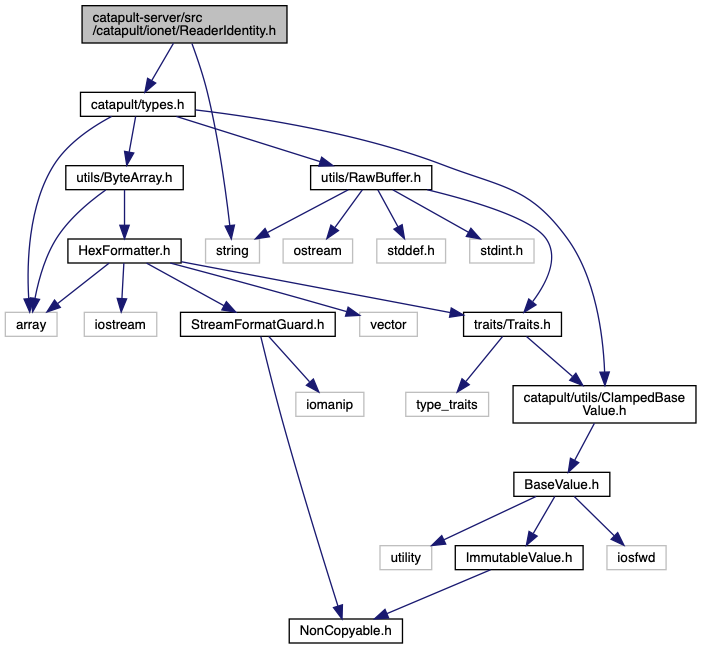 catapult-server/src
/catapult/ionet/ReaderIdentity.h
catapult/types.h
utils/ByteArray.h
utils/RawBuffer.h
HexFormatter.h
string
ostream
stddef.h
stdint.h
array
iostream
StreamFormatGuard.h
vector
traits/Traits.h
iomanip
type_traits
catapult/utils/ClampedBase
Value.h
BaseValue.h
utility
ImmutableValue.h
iosfwd
NonCopyable.h